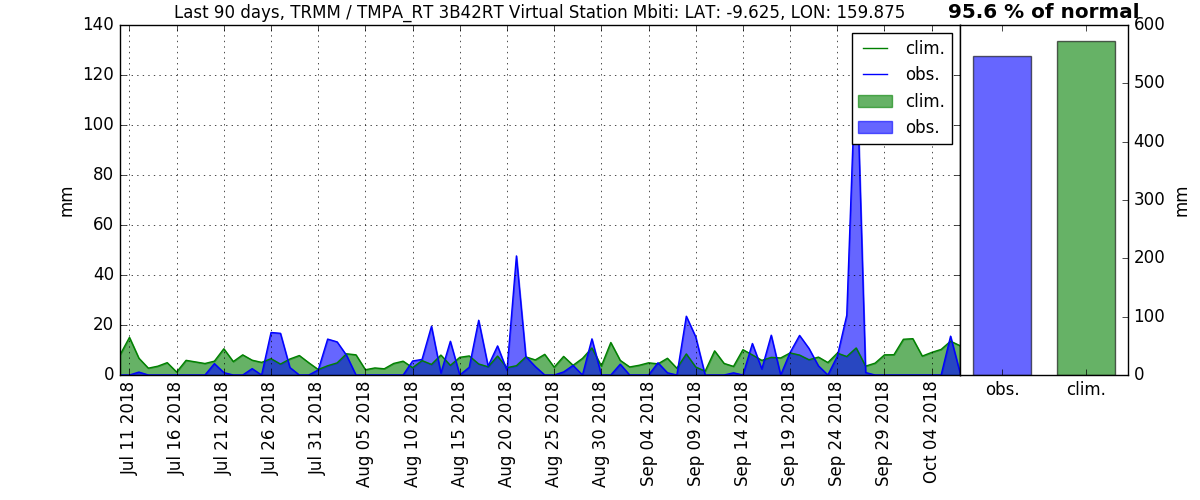 Last 90 days, TRMM / TMPA_RT 3B42RT Virtual Station Mbiti: LAT: -9.625, LON: 159.875
95.6 % of normal
140
120
100
80
60
40
20
0
mm
clim.
obs.
clim.
obs.
Jul 11 2018
Jul 16 2018
Jul 21 2018
Jul 26 2018
Jul 31 2018
Aug 05 2018
Aug 10 2018
Aug 15 2018
Aug 20 2018
Aug 25 2018
Aug 30 2018
Sep 04 2018
Sep 09 2018
Sep 14 2018
Sep 19 2018
Sep 24 2018
Sep 29 2018
Oct 04 2018
600
500
400
300
200
100
0
mm
obs.
clim.